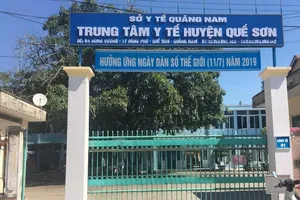 SỞ Y TẾ QUẢNG NAM
TRUNG TÂM Y TẾ HUYỆN QUẾ SƠN
HƯỞNG ỨNG NGÀY DÂN SỐ THẾ GIỚI (11/7) NĂM 2019